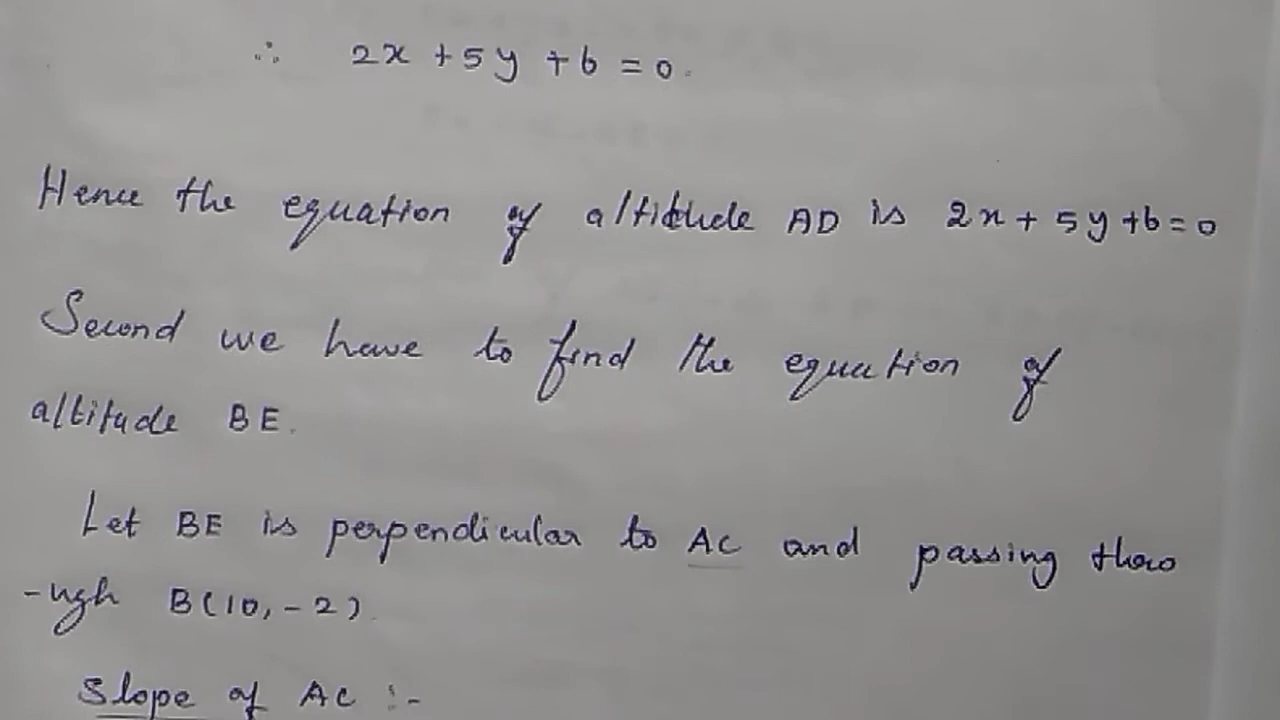 ∴ 2x + 5y + 6 = 0.
Hence the equation of altitude AD is 2x + 5y + 6 = 0
Second we have to find the equation of
altitude BE.
Let BE is perpendicular to AC and passing thro
-ugh B(10, -2).
Slope of AC :-